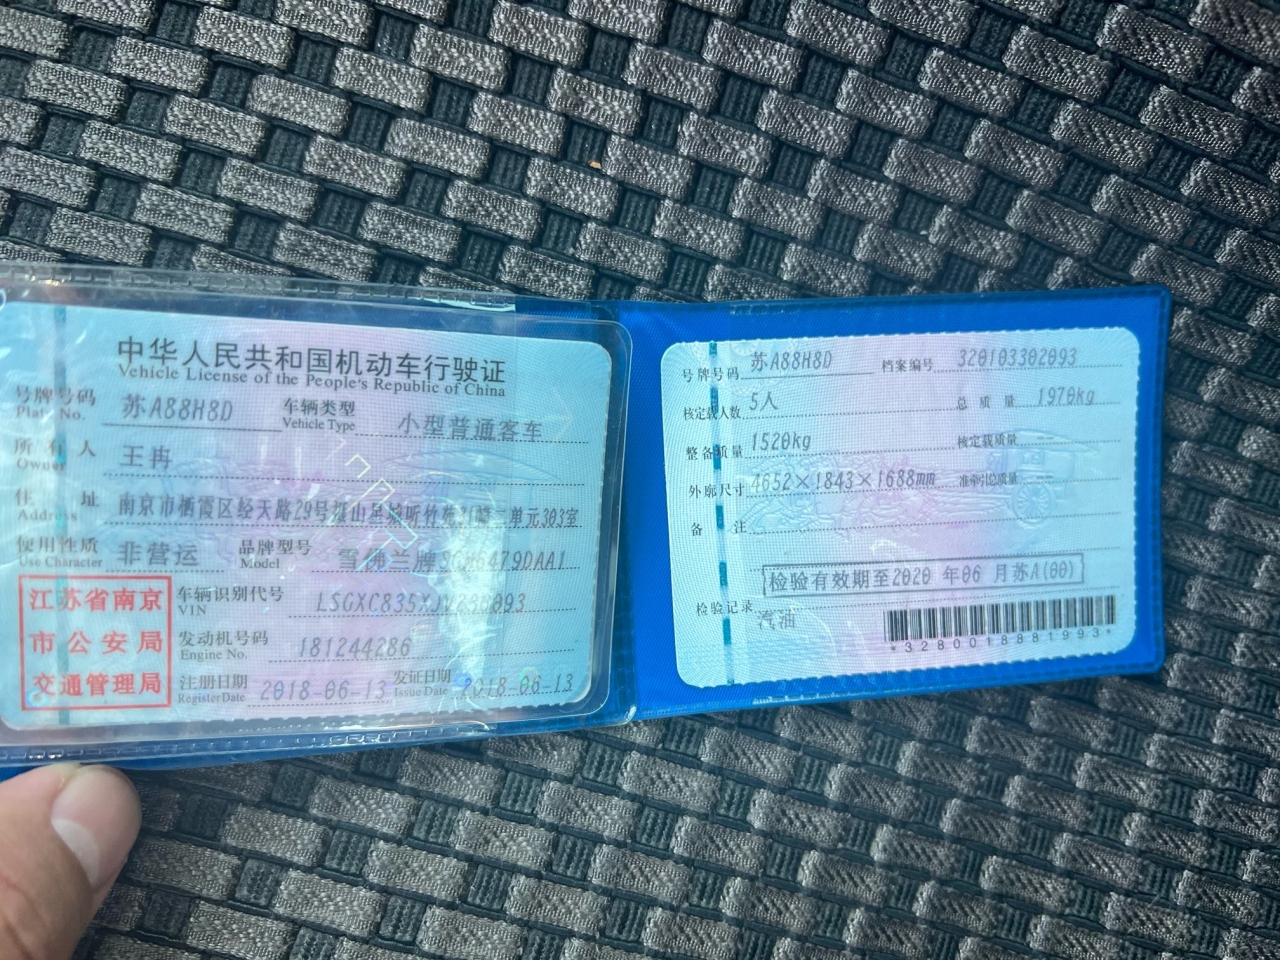 中华人民共和国机动车行驶证
Vehicle License of the People's Republic of China
号牌号码 苏A88H8D 车辆类型 小型普通客车
Plate No. Vehicle Type
所有人 王冉
Owner
住址 南京市栖霞区经天路29号 三单元303室
Address
使用性质 非营运 品牌型号 雪佛兰牌 6479DAA1
Use Character Model
江苏省南京
市公安局
交通管理局
车辆识别代号
VIN
发动机号码 181244286
Engine No.
注册日期 2018-06-13 发证日期 2018-06-13
Register Date Issue Date
号牌号码 苏A88H8D 档案编号 320103302093
核定载人数 5人 总质量 1970kg
整备质量 1520kg 核定载质量 --
外廓尺寸 4652×1843×1688mm 准牵引总质量 --
备注
检验有效期至2020 年06 月苏A(00)
检验记录
汽油
*3280018881993*